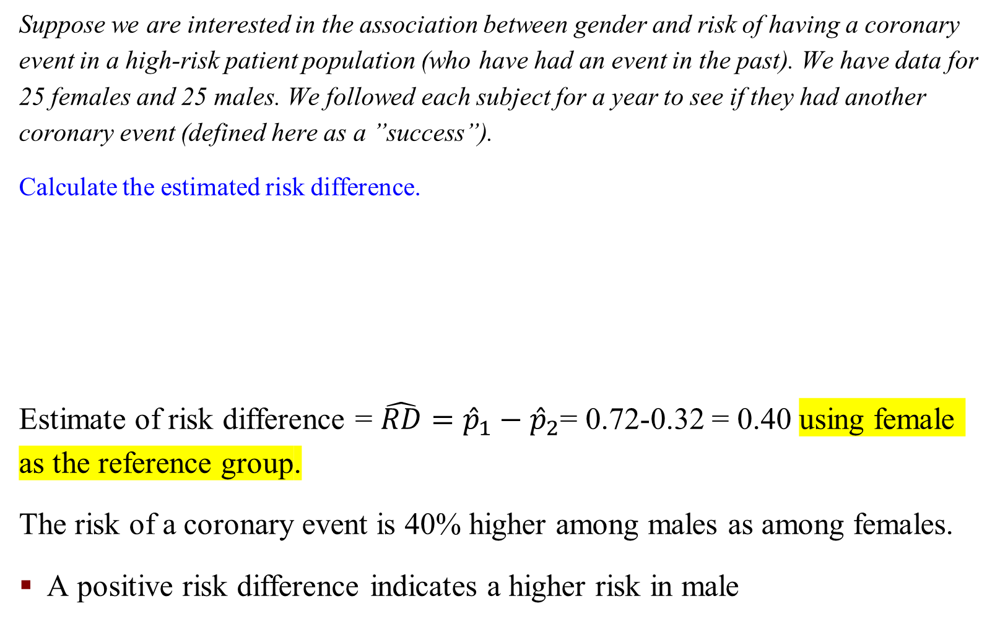 Suppose we are interested in the association between gender and risk of having a coronary
event in a high-risk patient population (who have had an event in the past). We have data for
25 females and 25 males. We followed each subject for a year to see if they had another
coronary event (defined here as a ”success”).
Calculate the estimated risk difference.
Estimate of risk difference = \widehat{RD} = p̂₁ − p̂₂= 0.72-0.32 = 0.40 using female
as the reference group.
The risk of a coronary event is 40% higher among males as among females.
▪ A positive risk difference indicates a higher risk in male